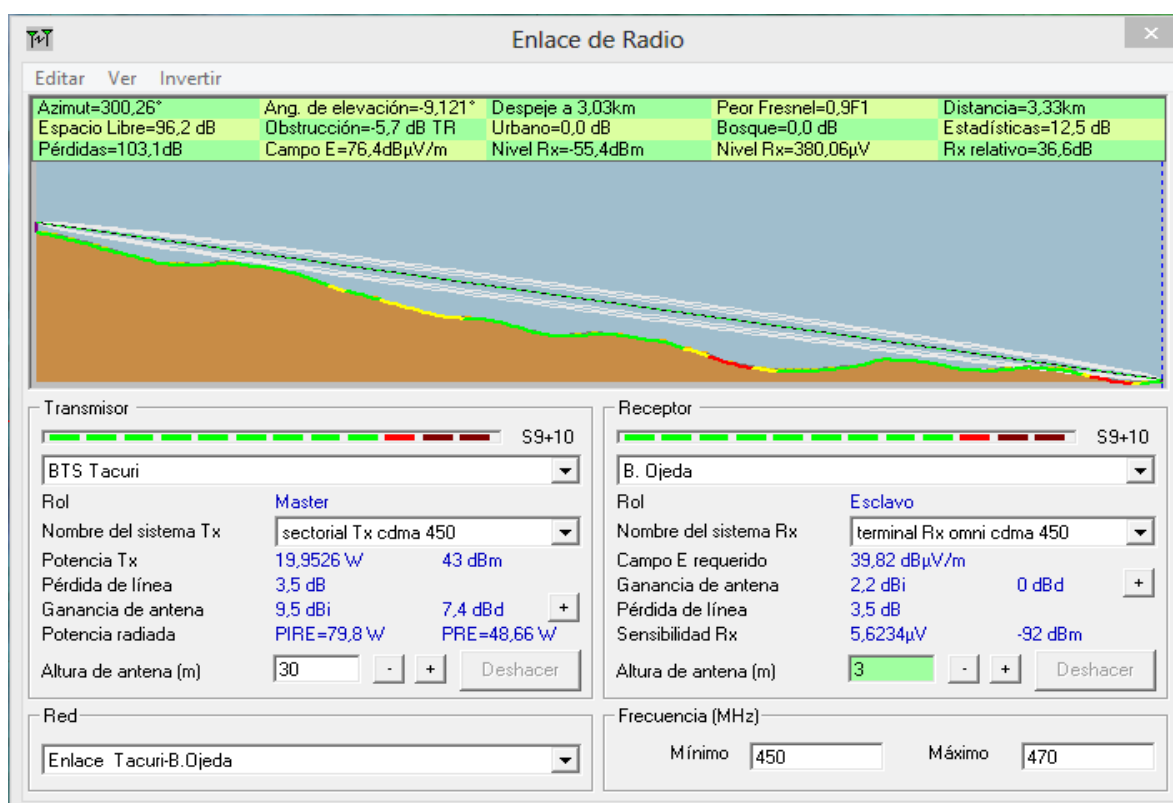 Enlace de Radio
Editar Ver Invertir
Azimut=300,26° Ang. de elevación=-9,121° Despeje a 3,03km Peor Fresnel=0,9F1 Distancia=3,33km
Espacio Libre=96,2 dB Obstrucción=-5,7 dB TR Urbano=0,0 dB Bosque=0,0 dB Estadísticas=12,5 dB
Pérdidas=103,1dB Campo E=76,4dBµV/m Nivel Rx=-55,4dBm Nivel Rx=380,06µV Rx relativo=36,6dB
Transmisor Receptor
S9+10 S9+10
BTS Tacuri B. Ojeda
Rol Master Rol Esclavo
Nombre del sistema Tx sectorial Tx cdma 450 Nombre del sistema Rx terminal Rx omni cdma 450
Potencia Tx 19,9526 W 43 dBm Campo E requerido 39,82 dBµV/m
Pérdida de línea 3,5 dB Ganancia de antena 2,2 dBi 0 dBd +
Ganancia de antena 9,5 dBi 7,4 dBd + Pérdida de línea 3,5 dB
Potencia radiada PIRE=79,8 W PRE=48,66 W Sensibilidad Rx 5,6234µV -92 dBm
Altura de antena (m) 30 - + Deshacer Altura de antena (m) 3 - + Deshacer
Red Frecuencia (MHz)
Enlace Tacuri-B.Ojeda Mínimo 450 Máximo 470